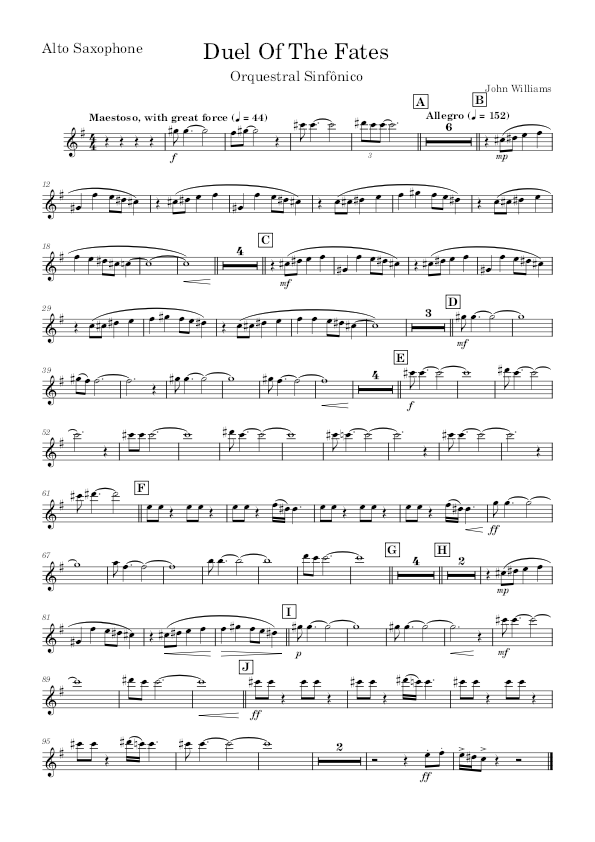 Alto Saxophone
Duel Of The Fates
Orquestral Sinfônico
John Williams
Maestoso, with great force (♩ = 44)
A
Allegro (♩ = 152)
B
4
4
6
f
3
mp
12
18
C
4
mf
29
3
D
mf
39
E
4
f
52
61
F
ff
67
G
H
4
2
mp
81
I
p
mf
89
J
ff
95
2
ff